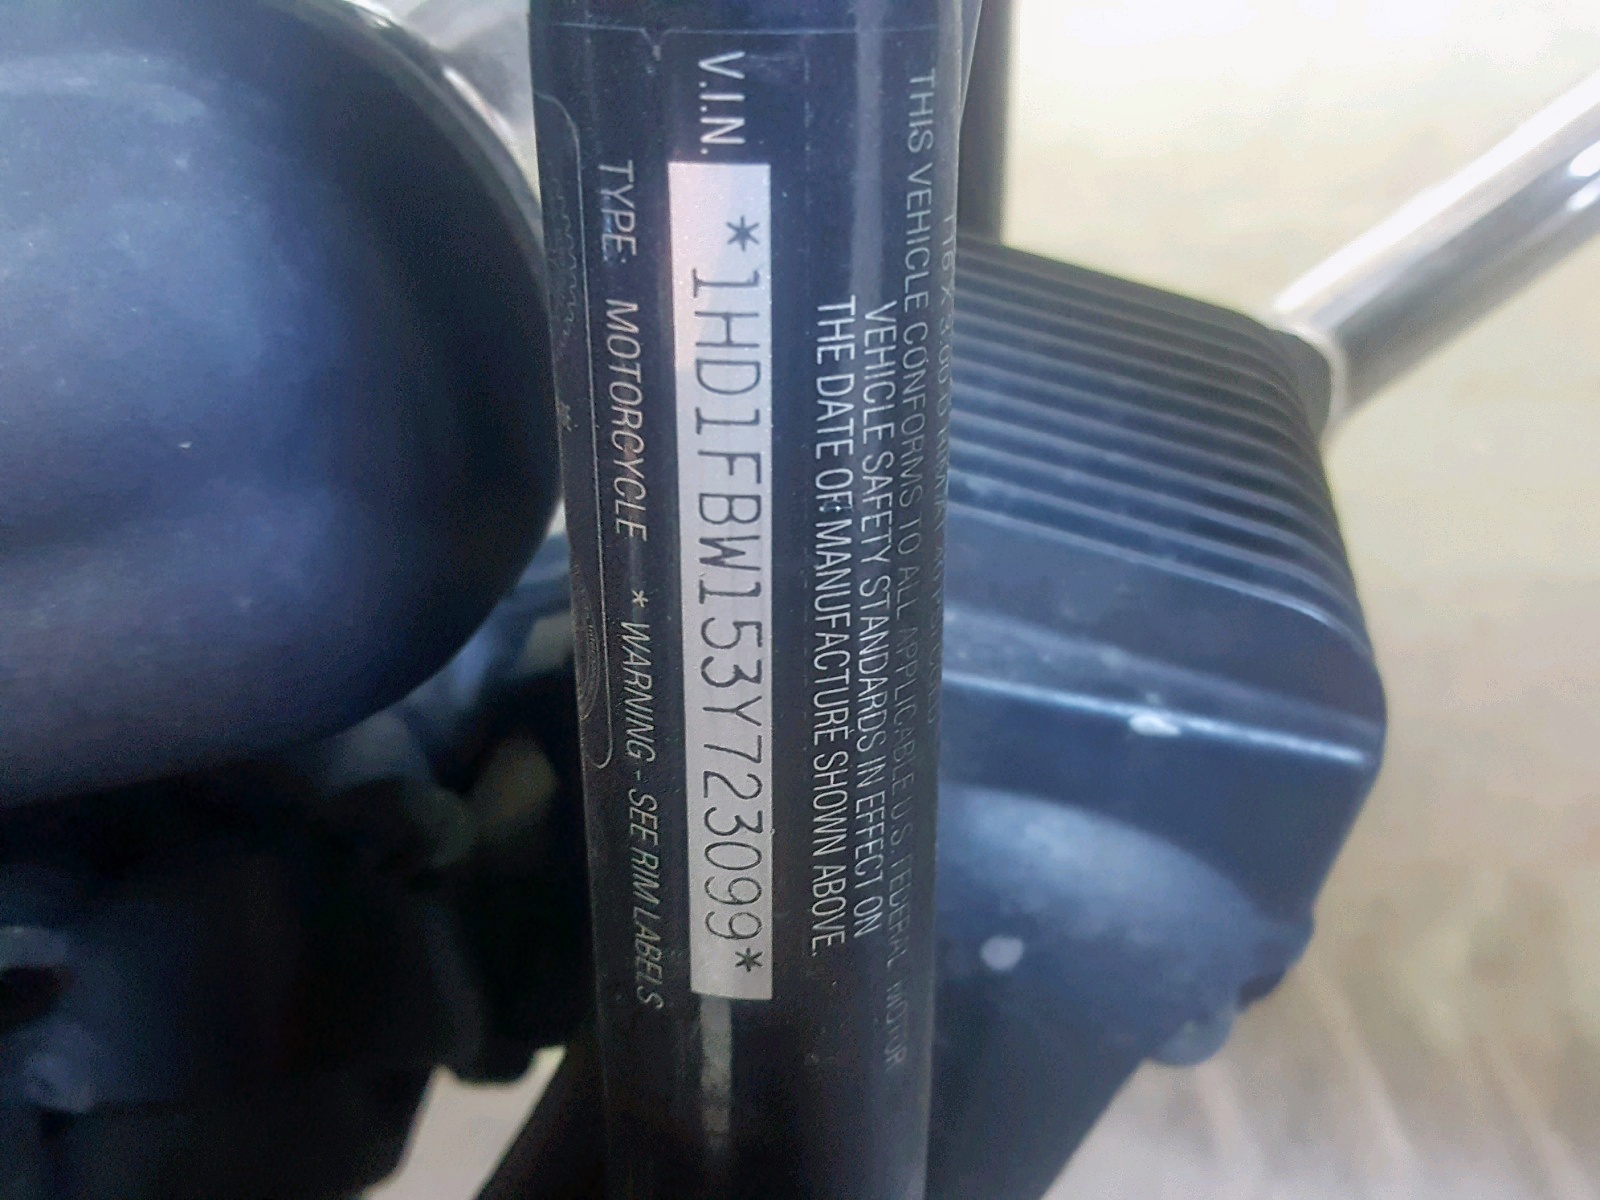 THIS VEHICLE CONFORMS TO ALL APPLICABLE U.S. FEDERAL MOTOR
VEHICLE SAFETY STANDARDS IN EFFECT ON
THE DATE OF MANUFACTURE SHOWN ABOVE.
V.I.N. *1HD1FBW153Y723099*
TYPE: MOTORCYCLE * WARNING - SEE RIM LABELS